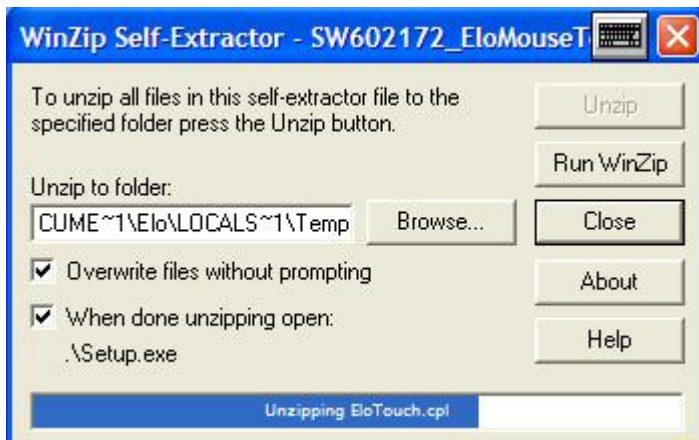 WinZip Self-Extractor - SW602172_EloMouseT
To unzip all files in this self-extractor file to the
specified folder press the Unzip button.
Unzip
Run WinZip
Unzip to folder:
CUME~1\Elo\LOCALS~1\Temp
Browse...
Close
Overwrite files without prompting
About
When done unzipping open:
.\Setup.exe
Help
Unzipping EloTouch.cpl